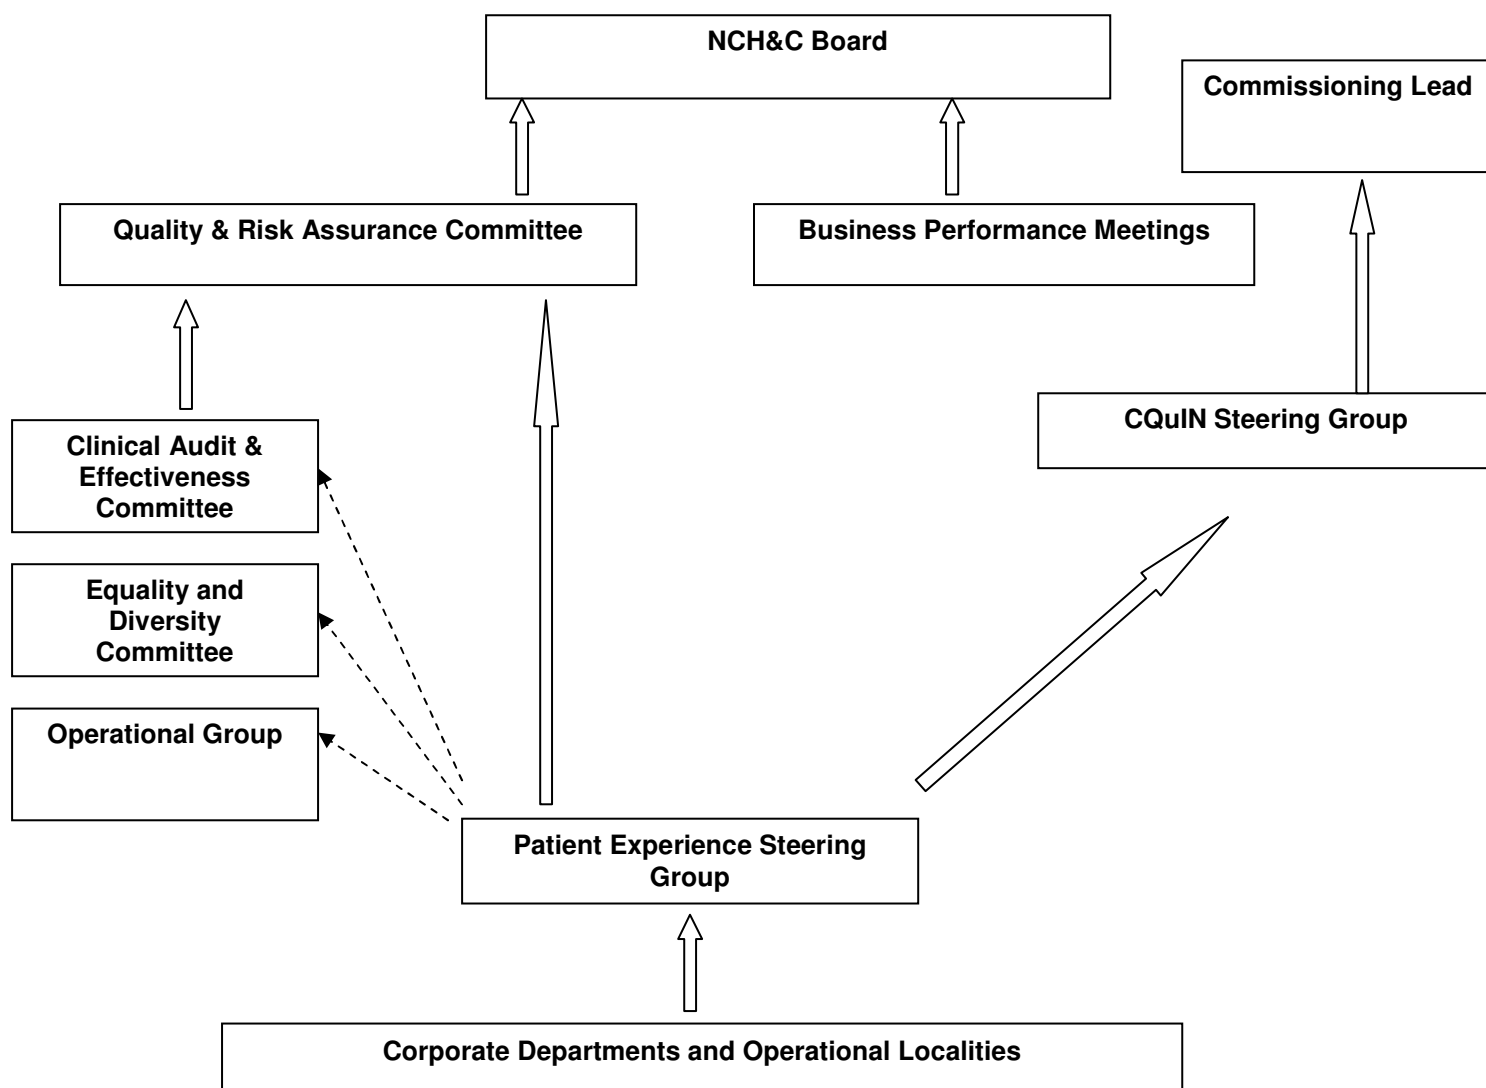 NCH&C Board
Commissioning Lead
Quality & Risk Assurance Committee
Business Performance Meetings
CQuIN Steering Group
Clinical Audit &
Effectiveness
Committee
Equality and
Diversity
Committee
Operational Group
Patient Experience Steering
Group
Corporate Departments and Operational Localities